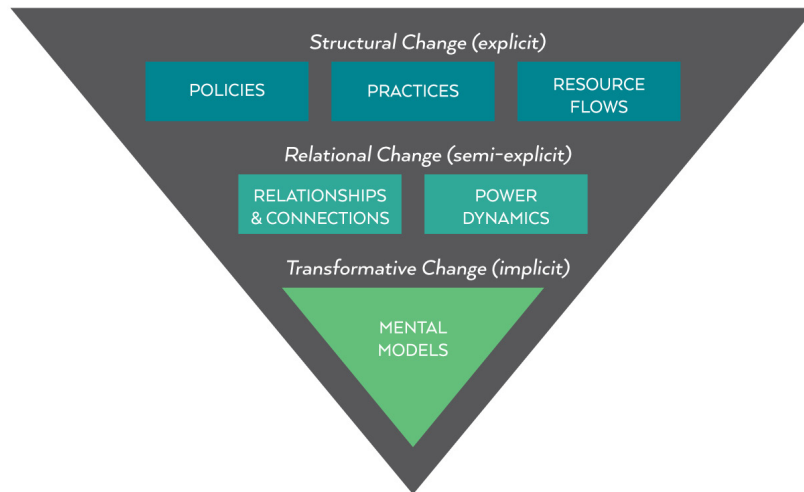 Structural Change (explicit)
POLICIES
PRACTICES
RESOURCE
FLOWS
Relational Change (semi-explicit)
RELATIONSHIPS
& CONNECTIONS
POWER
DYNAMICS
Transformative Change (implicit)
MENTAL
MODELS